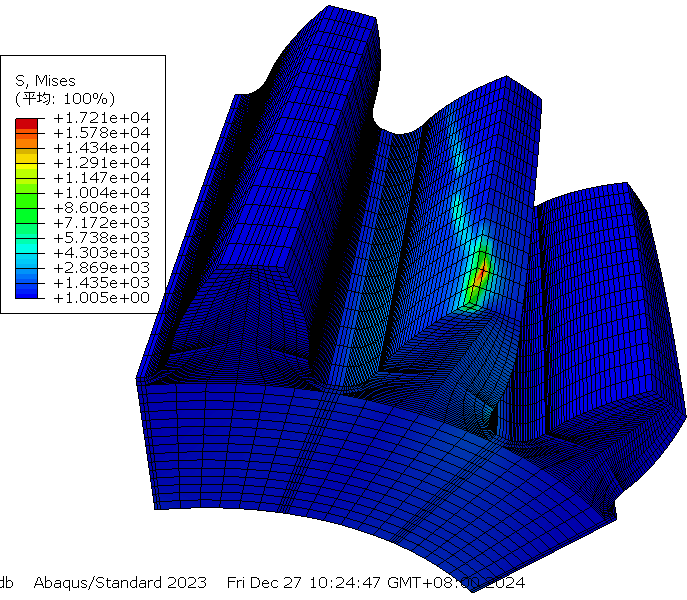 S, Mises
(平均: 100%)
+1.721e+04
+1.578e+04
+1.434e+04
+1.291e+04
+1.147e+04
+1.004e+04
+8.606e+03
+7.172e+03
+5.738e+03
+4.303e+03
+2.869e+03
+1.435e+03
+1.005e+00
db Abaqus/Standard 2023 Fri Dec 27 10:24:47 GMT+08:00 2024